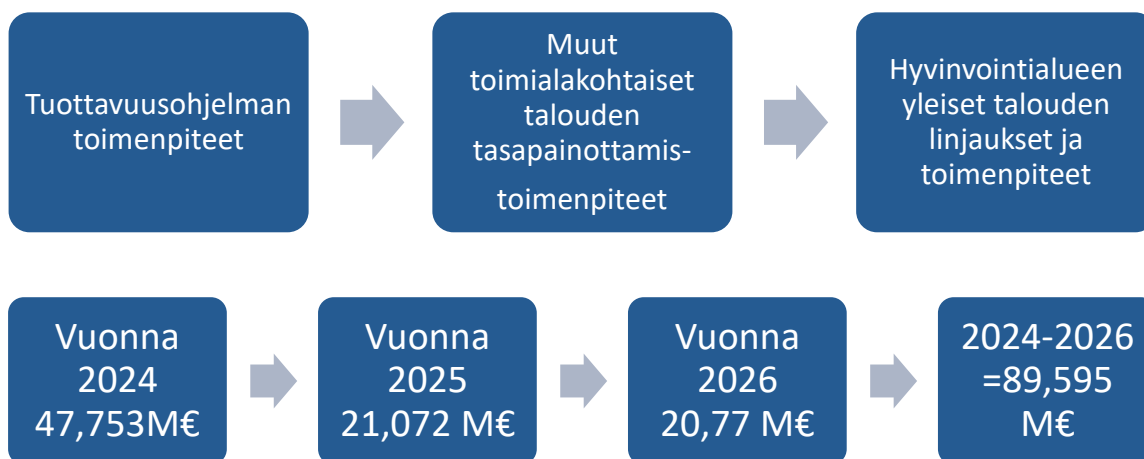 Tuottavuusohjelman
toimenpiteet
Muut
toimialakohtaiset
talouden
tasapainottamis-
toimenpiteet
Hyvinvointialueen
yleiset talouden
linjaukset ja
toimenpiteet
Vuonna
2024
47,753M€
Vuonna
2025
21,072 M€
Vuonna
2026
20,77 M€
2024-2026
=89,595
M€